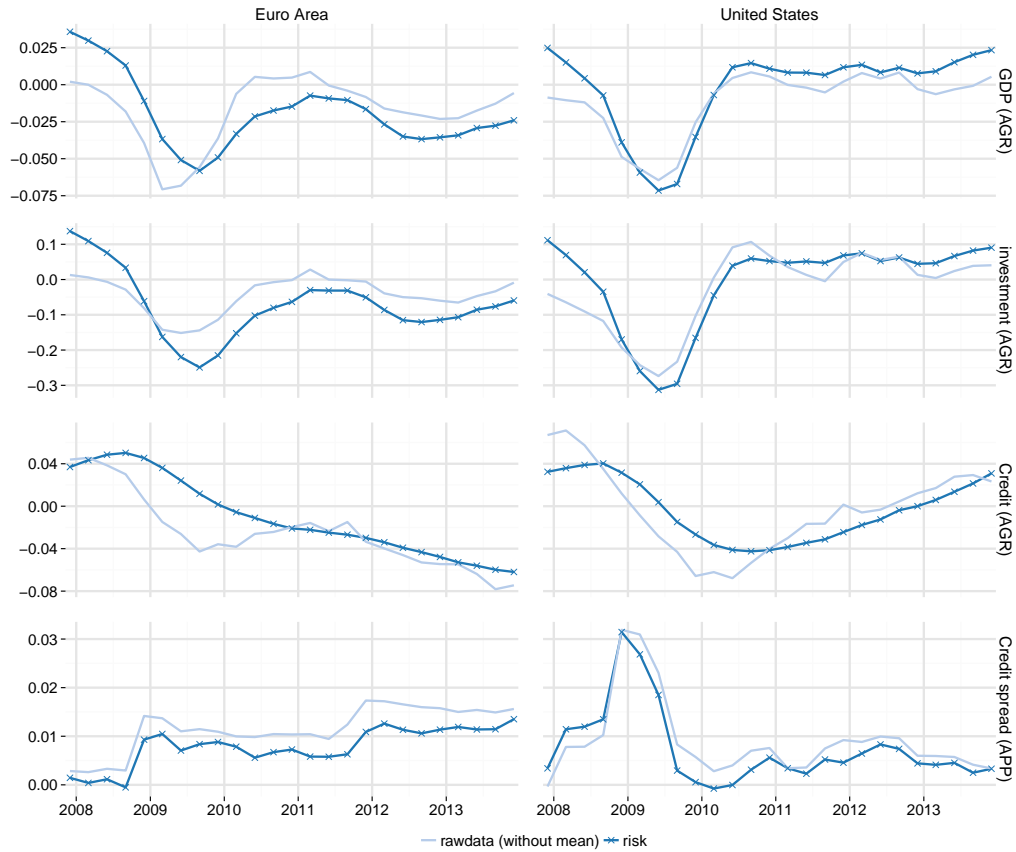 Euro Area
United States
0.025
0.000
−0.025
−0.050
−0.075
GDP (AGR)
0.1
0.0
−0.1
−0.2
−0.3
investment (AGR)
0.04
0.00
−0.04
−0.08
Credit (AGR)
0.03
0.02
0.01
0.00
Credit spread (APP)
2008 2009 2010 2011 2012 2013
2008 2009 2010 2011 2012 2013
rawdata (without mean) risk